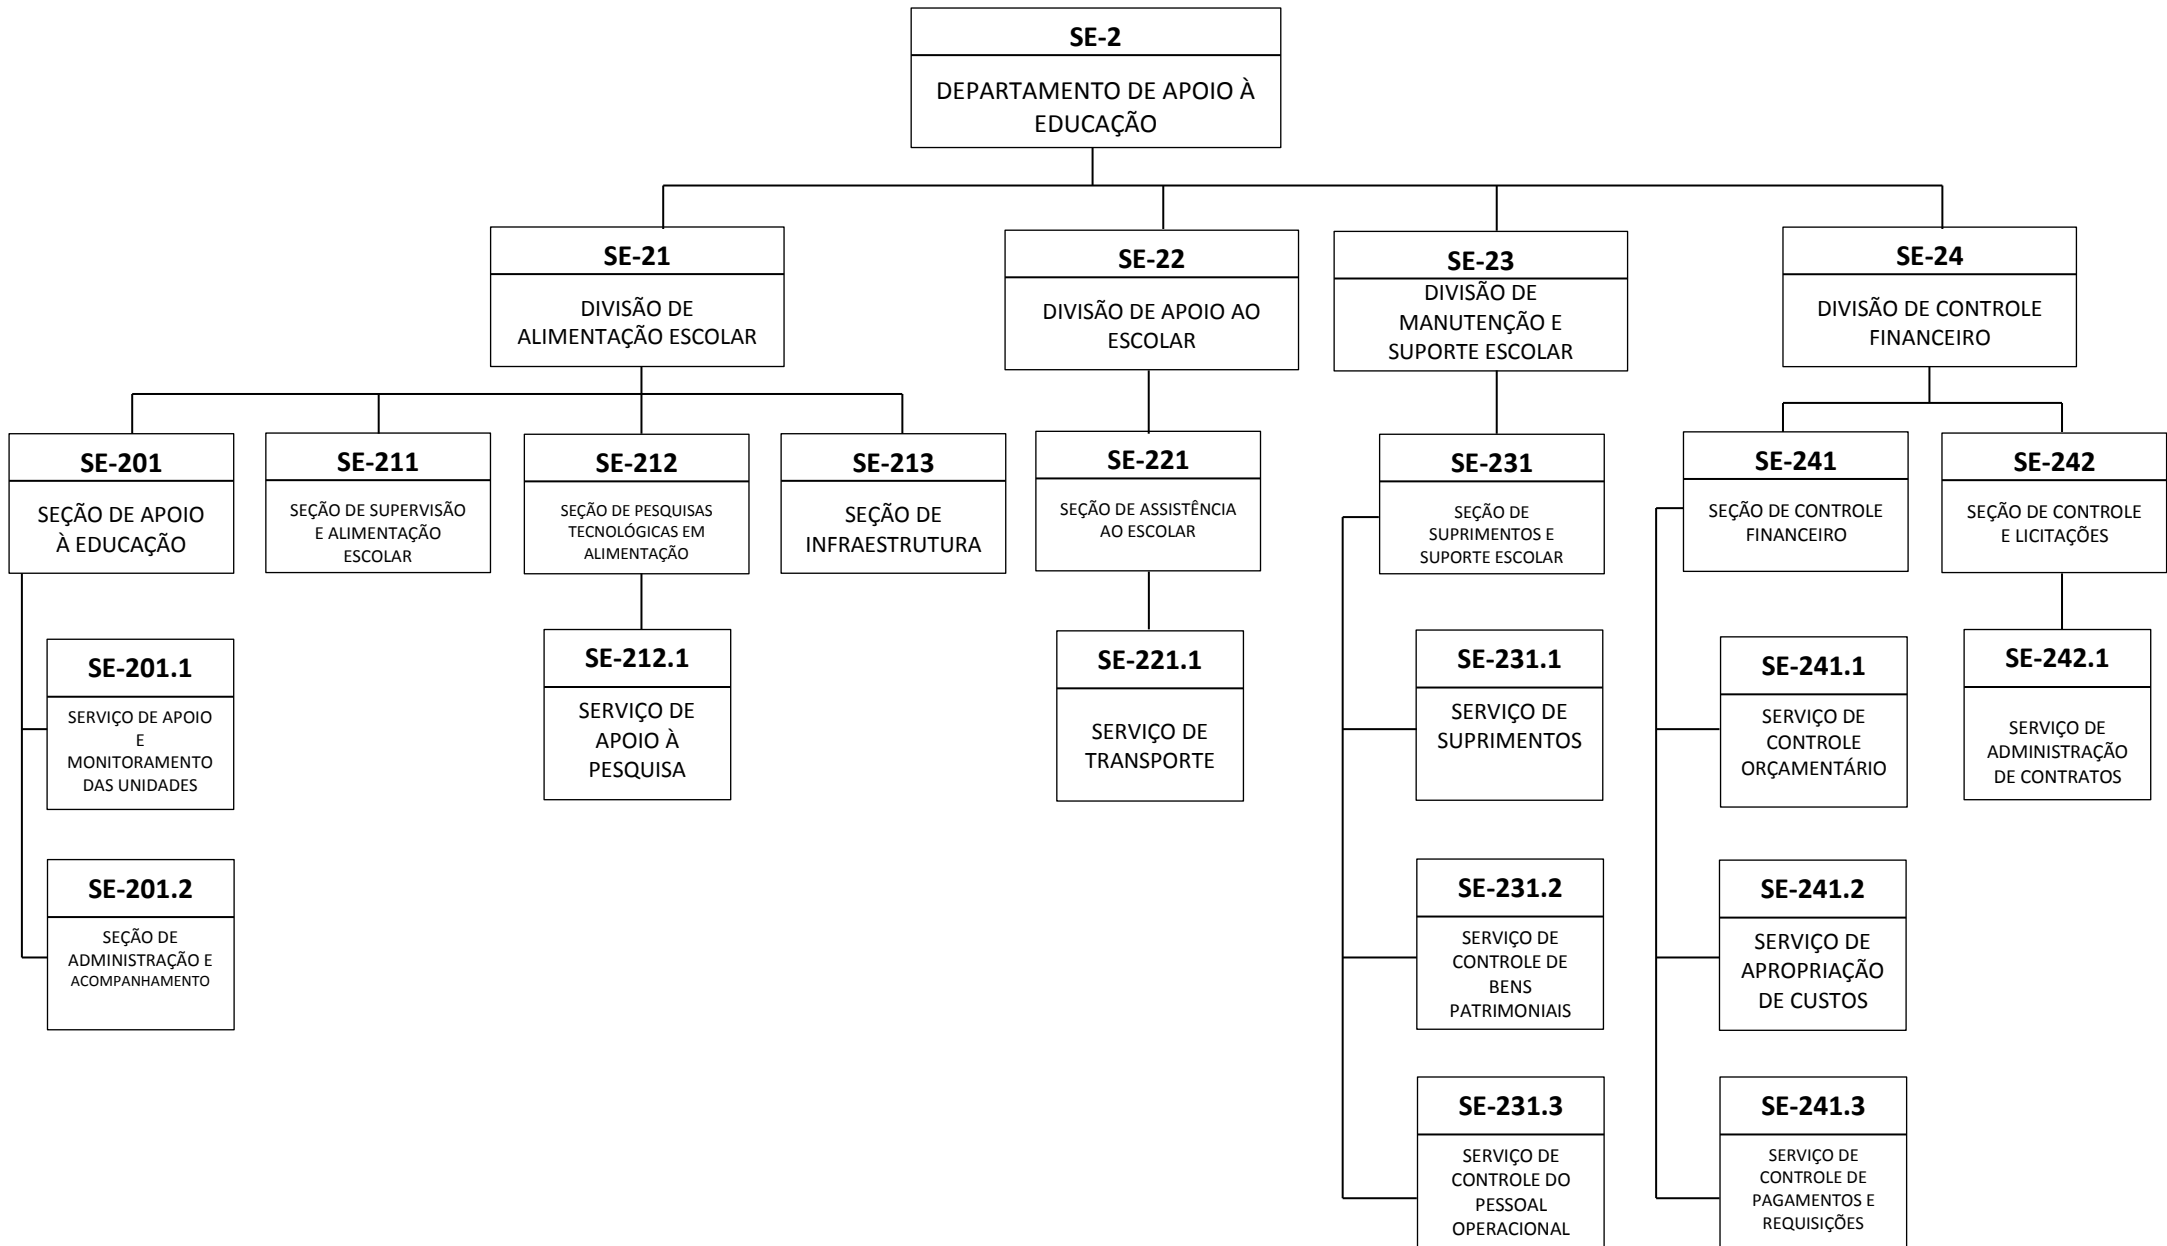 SE-2
DEPARTAMENTO DE APOIO À
EDUCAÇÃO
SE-21
DIVISÃO DE
ALIMENTAÇÃO ESCOLAR
SE-22
DIVISÃO DE APOIO AO
ESCOLAR
SE-23
DIVISÃO DE
MANUTENÇÃO E
SUPORTE ESCOLAR
SE-24
DIVISÃO DE CONTROLE
FINANCEIRO
SE-201
SEÇÃO DE APOIO
À EDUCAÇÃO
SE-211
SEÇÃO DE SUPERVISÃO
E ALIMENTAÇÃO
ESCOLAR
SE-212
SEÇÃO DE PESQUISAS
TECNOLÓGICAS EM
ALIMENTAÇÃO
SE-213
SEÇÃO DE
INFRAESTRUTURA
SE-221
SEÇÃO DE ASSISTÊNCIA
AO ESCOLAR
SE-231
SEÇÃO DE
SUPRIMENTOS E
SUPORTE ESCOLAR
SE-241
SEÇÃO DE CONTROLE
FINANCEIRO
SE-242
SEÇÃO DE CONTROLE
E LICITAÇÕES
SE-201.1
SERVIÇO DE APOIO
E
MONITORAMENTO
DAS UNIDADES
SE-212.1
SERVIÇO DE
APOIO À
PESQUISA
SE-221.1
SERVIÇO DE
TRANSPORTE
SE-231.1
SERVIÇO DE
SUPRIMENTOS
SE-241.1
SERVIÇO DE
CONTROLE
ORÇAMENTÁRIO
SE-242.1
SERVIÇO DE
ADMINISTRAÇÃO
DE CONTRATOS
SE-201.2
SEÇÃO DE
ADMINISTRAÇÃO E
ACOMPANHAMENTO
SE-231.2
SERVIÇO DE
CONTROLE DE
BENS
PATRIMONIAIS
SE-241.2
SERVIÇO DE
APROPRIAÇÃO
DE CUSTOS
SE-231.3
SERVIÇO DE
CONTROLE DO
PESSOAL
OPERACIONAL
SE-241.3
SERVIÇO DE
CONTROLE DE
PAGAMENTOS E
REQUISIÇÕES